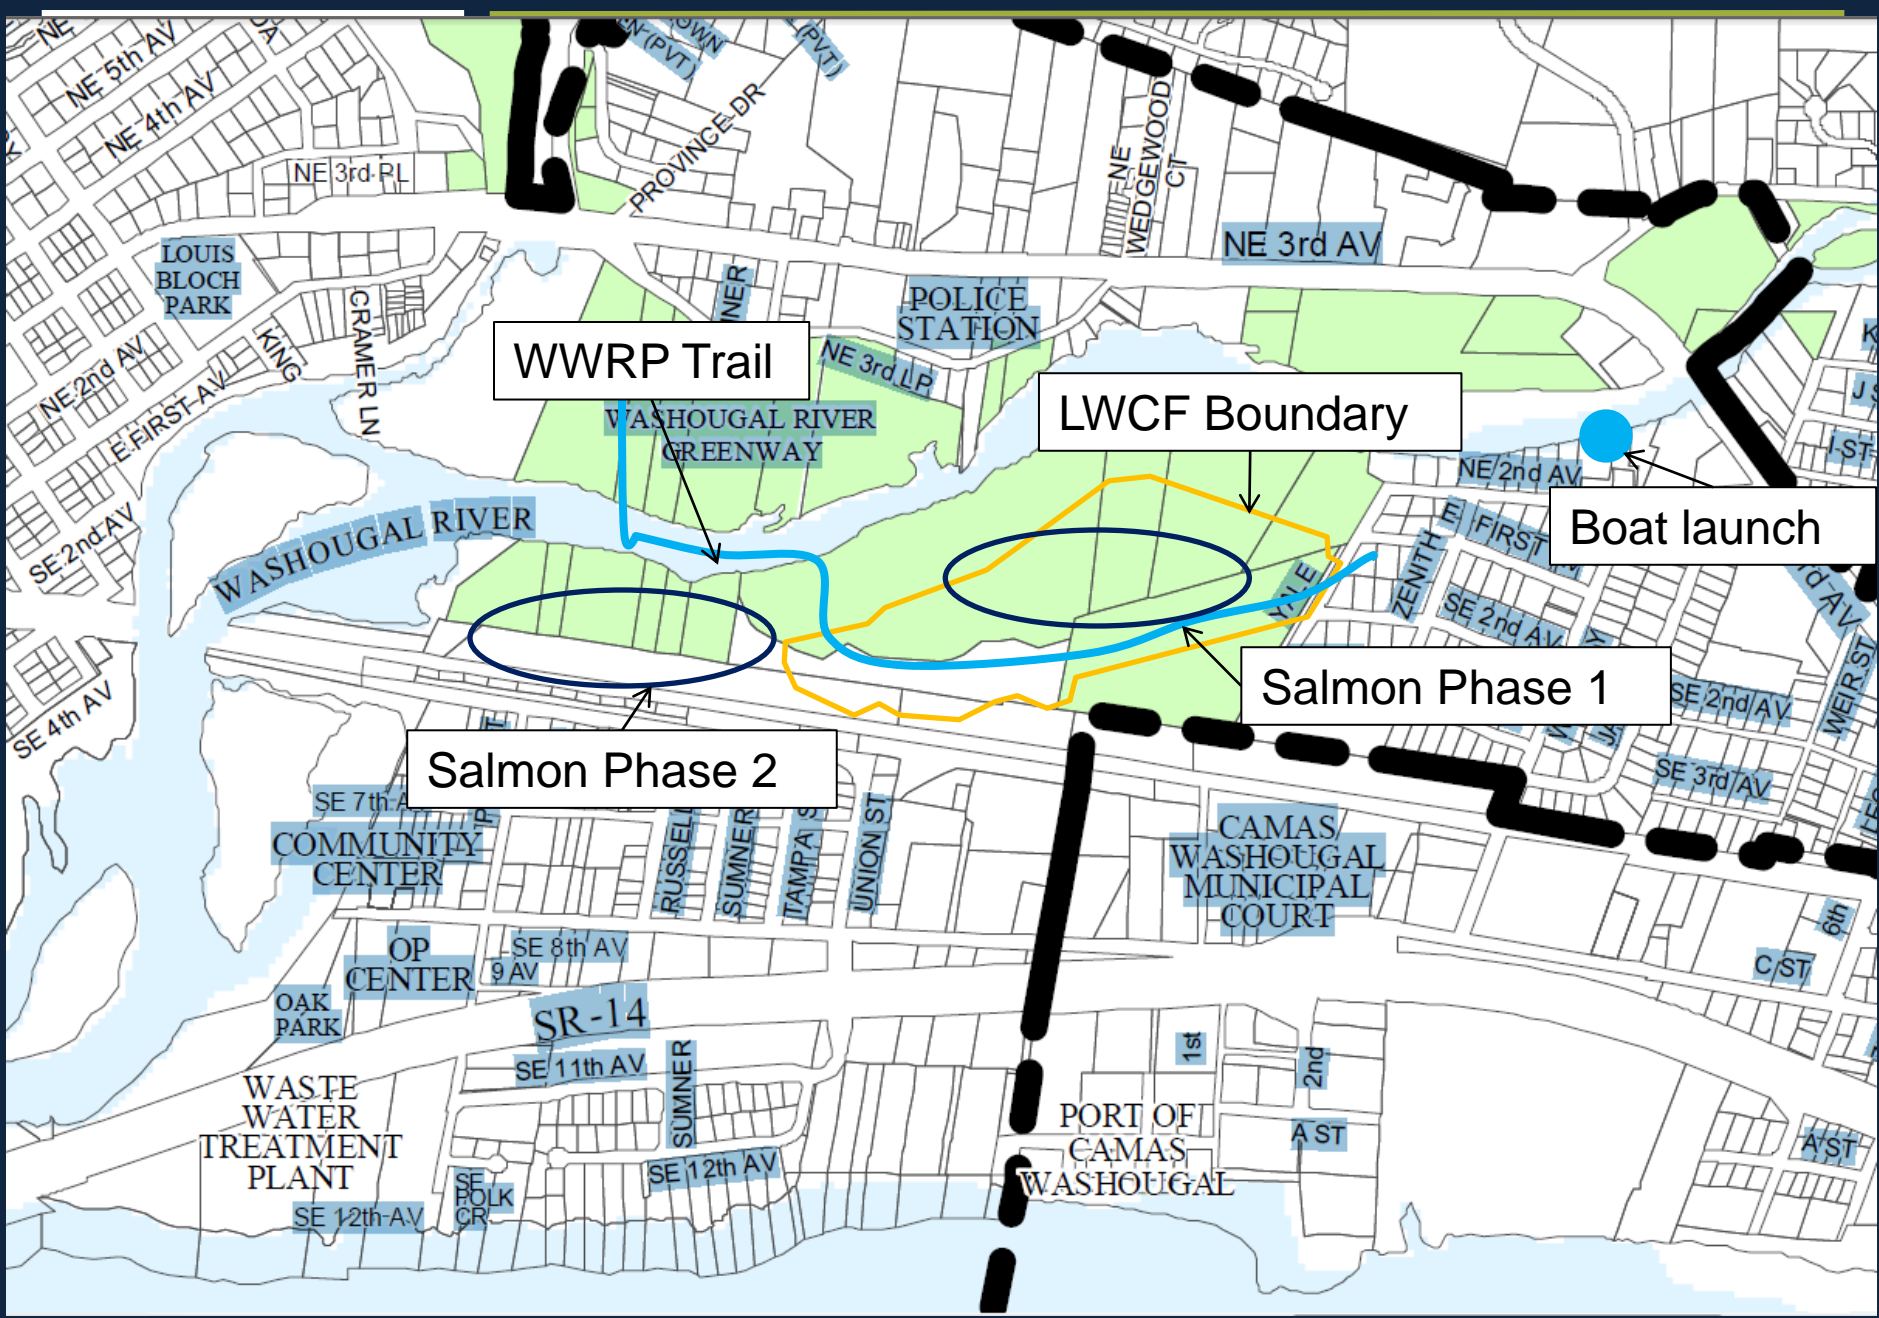 NE
NE 5th AV
NE 4th AV
NE 3rd PL
(PVT)
(PVT)
PROVINCE DR
NE
WEDGEWOOD
CT
NE 3rd AV
LOUIS
BLOCH
PARK
CRAMER LN
KING
NE 2nd AV
E FIRST AV
SE 2nd AV
SE 4th AV
POLICE
STATION
NE 3rd LP
WWRP Trail
WASHOUGAL RIVER
GREENWAY
LWCF Boundary
WASHOUGAL RIVER
NE 2nd AV
Boat launch
I ST
E FIRST
ZENITH
YALE
SE 2nd AV
rd AV
WEIR ST
Salmon Phase 1
SE 2nd AV
SE 3rd AV
Salmon Phase 2
SE 7th A
COMMUNITY
CENTER
RUSSELL
SUMNER
TAMPA S
UNION ST
CAMAS
WASHOUGAL
MUNICIPAL
COURT
6th
C ST
OP
CENTER
SE 8th AV
9 AV
OAK
PARK
SR-14
SE 11th AV
SUMNER
1st
2nd
A ST
A ST
WASTE
WATER
TREATMENT
PLANT
SE 12th AV
SE
POLK
CR
SE 12th AV
PORT OF
CAMAS
WASHOUGAL